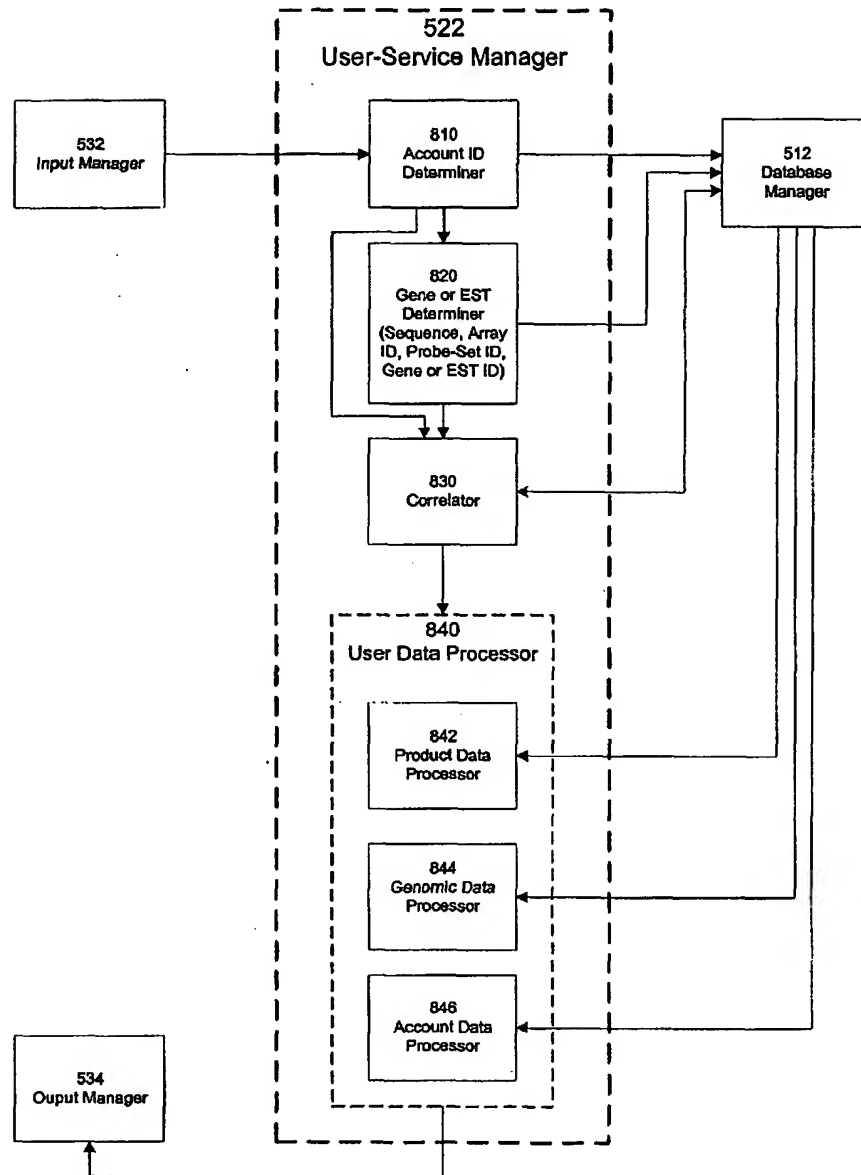 522
User-Service Manager
532
Input Manager
810
Account ID
Determiner
512
Database
Manager
820
Gene or EST
Determiner
(Sequence, Array
ID, Probe-Set ID,
Gene or EST ID)
830
Correlator
840
User Data Processor
842
Product Data
Processor
844
Genomic Data
Processor
846
Account Data
Processor
534
Ouput Manager